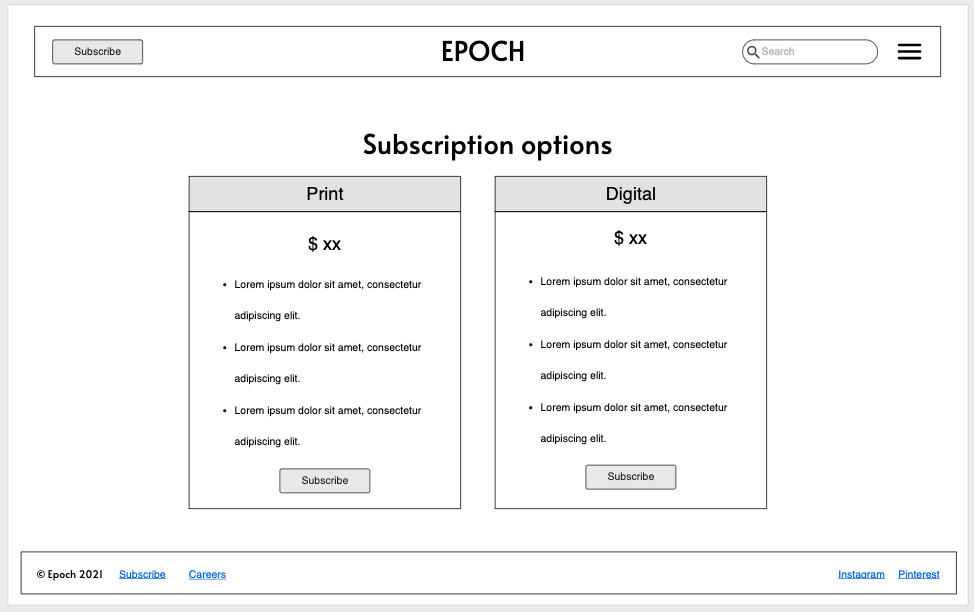 Subscribe
EPOCH
Search
Subscription options
Print
$ xx
• Lorem ipsum dolor sit amet, consectetur
adipiscing elit.
• Lorem ipsum dolor sit amet, consectetur
adipiscing elit.
• Lorem ipsum dolor sit amet, consectetur
adipiscing elit.
Subscribe
Digital
$ xx
• Lorem ipsum dolor sit amet, consectetur
adipiscing elit.
• Lorem ipsum dolor sit amet, consectetur
adipiscing elit.
• Lorem ipsum dolor sit amet, consectetur
adipiscing elit.
Subscribe
© Epoch 2021 Subscribe Careers Instagram Pinterest